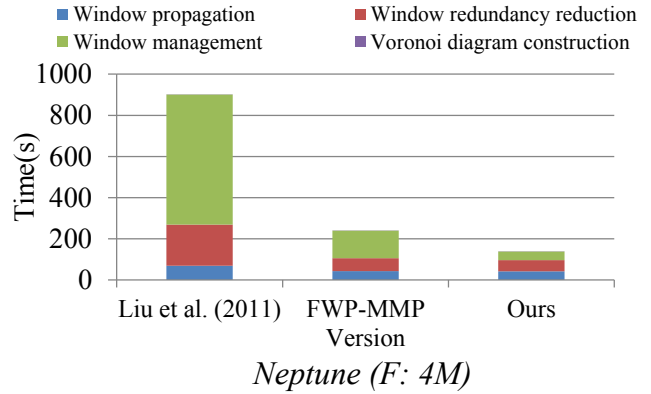 Window propagation
Window redundancy reduction
Window management
Voronoi diagram construction
1000
800
600
400
200
0
Time(s)
Liu et al. (2011)
FWP-MMP
Version
Ours
Neptune (F: 4M)